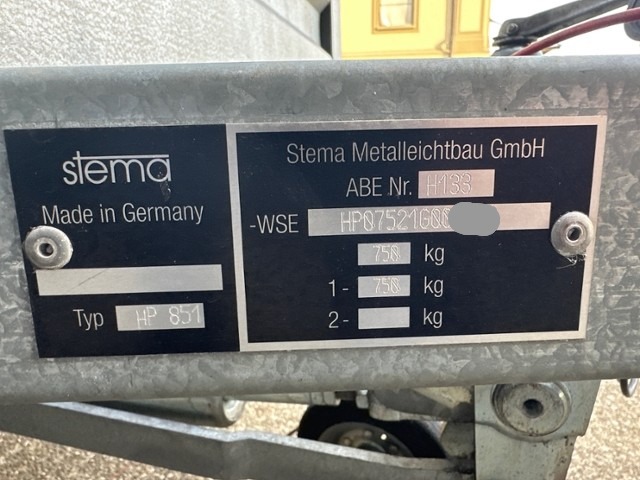 stema
Made in Germany
Typ HP 851
Stema Metalleichtbau GmbH
ABE Nr. H133
-WSE HP07521G00
750 kg
1- 750 kg
2- kg